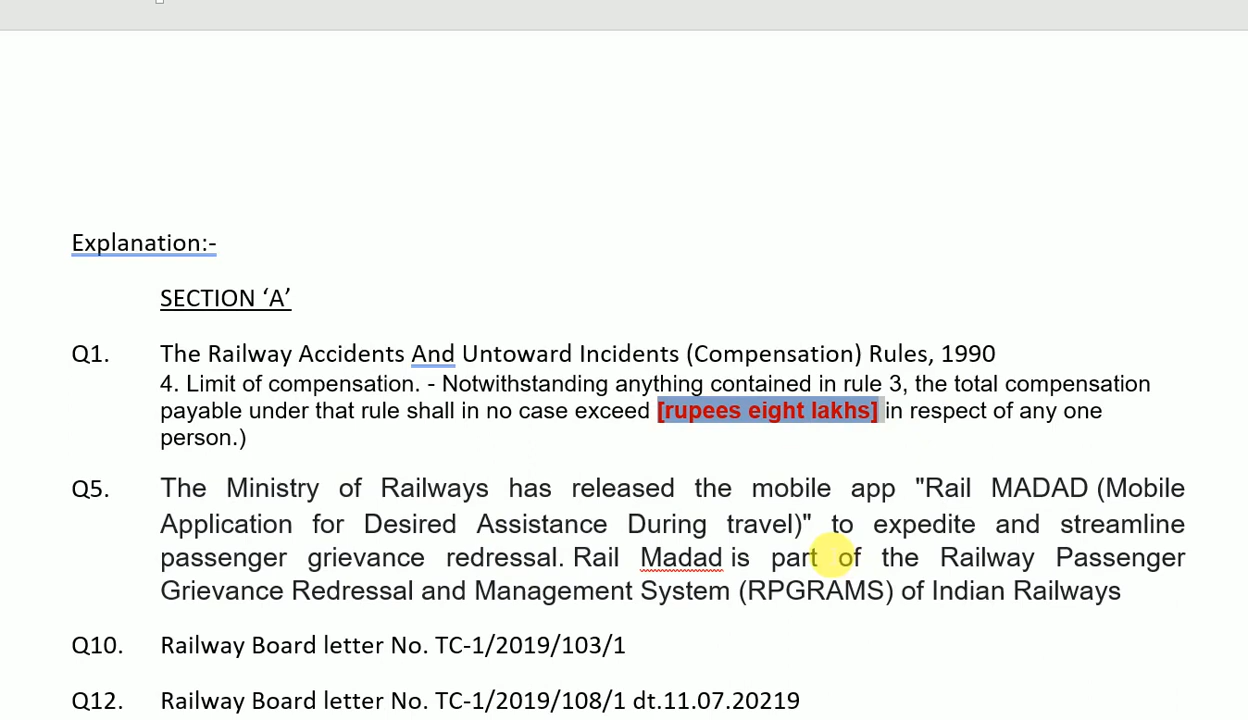 Explanation:-
SECTION ‘A’
Q1. The Railway Accidents And Untoward Incidents (Compensation) Rules, 1990
4. Limit of compensation. - Notwithstanding anything contained in rule 3, the total compensation
payable under that rule shall in no case exceed [rupees eight lakhs] in respect of any one
person.)
Q5. The Ministry of Railways has released the mobile app "Rail MADAD (Mobile
Application for Desired Assistance During travel)" to expedite and streamline
passenger grievance redressal. Rail Madad is part of the Railway Passenger
Grievance Redressal and Management System (RPGRAMS) of Indian Railways
Q10. Railway Board letter No. TC-1/2019/103/1
Q12. Railway Board letter No. TC-1/2019/108/1 dt.11.07.20219